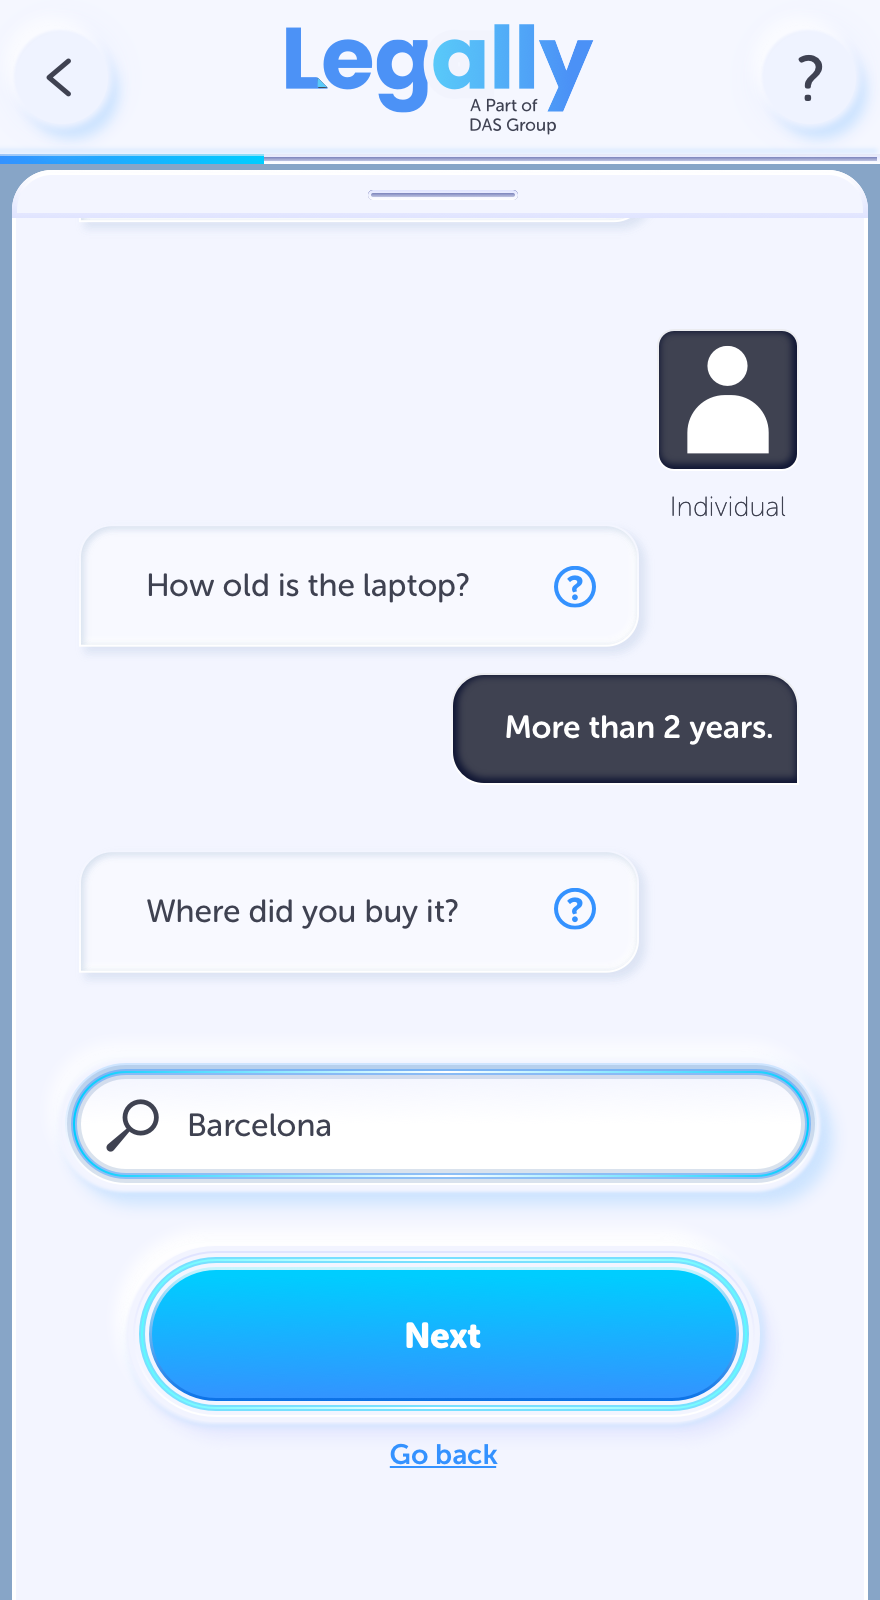 Legally
?
A Part of
DAS Group
Individual
How old is the laptop? ?
More than 2 years.
Where did you buy it? ?
Barcelona
Next
Go back